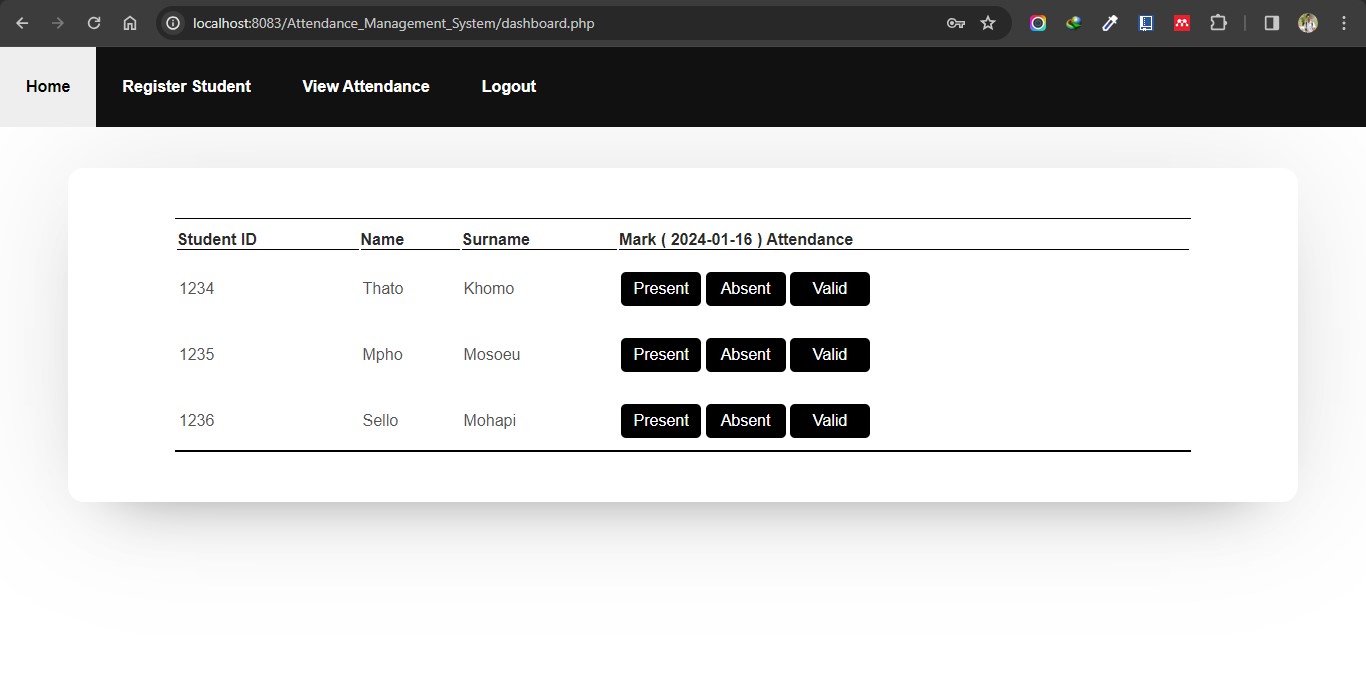 localhost:8083/Attendance_Management_System/dashboard.php
Home Register Student View Attendance Logout
Student ID Name Surname Mark ( 2024-01-16 ) Attendance
1234 Thato Khomo Present Absent Valid
1235 Mpho Mosoeu Present Absent Valid
1236 Sello Mohapi Present Absent Valid